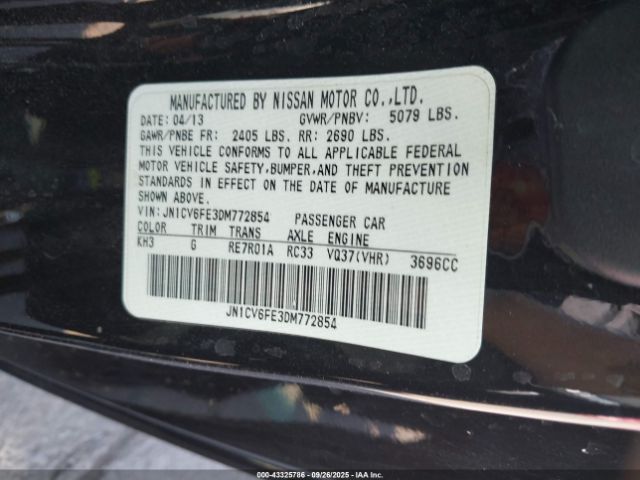 MANUFACTURED BY NISSAN MOTOR CO.,LTD.
DATE: 04/13 GVWR/PNBV: 5079 LBS.
GAWR/PNBE FR: 2405 LBS. RR: 2690 LBS.
THIS VEHICLE CONFORMS TO ALL APPLICABLE FEDERAL
MOTOR VEHICLE SAFETY,BUMPER,AND THEFT PREVENTION
STANDARDS IN EFFECT ON THE DATE OF MANUFACTURE
SHOWN ABOVE.
VIN: JN1CV6FE3DM772854 PASSENGER CAR
COLOR TRIM TRANS AXLE ENGINE
KH3 G RE7R01A RC33 VQ37(VHR) 3696CC
JN1CV6FE3DM772854
000-43325786 - 09/26/2025 - IAAI.com